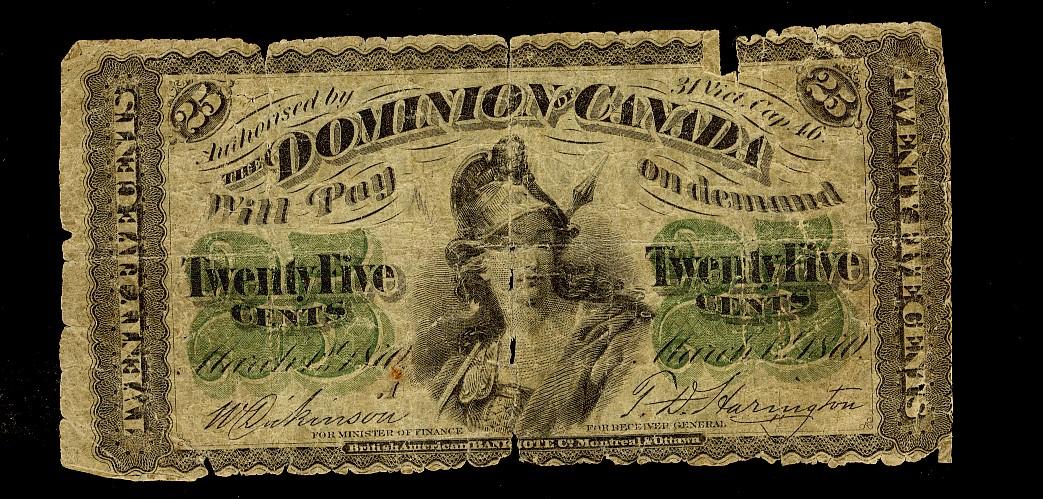 25
25
Authorised by
31 Vict. Cap. 46.
THE DOMINION OF CANADA
Will Pay
on demand
TWENTY FIVE CENTS
TWENTY FIVE CENTS
25
25
Twenty Five
CENTS
Twenty Five
CENTS
March 1st 1870.
March 1st 1870.
A
W Dickinson
T. D. Harington
FOR MINISTER OF FINANCE
FOR RECEIVER GENERAL
British American BANK NOTE Co. Montreal & Ottawa